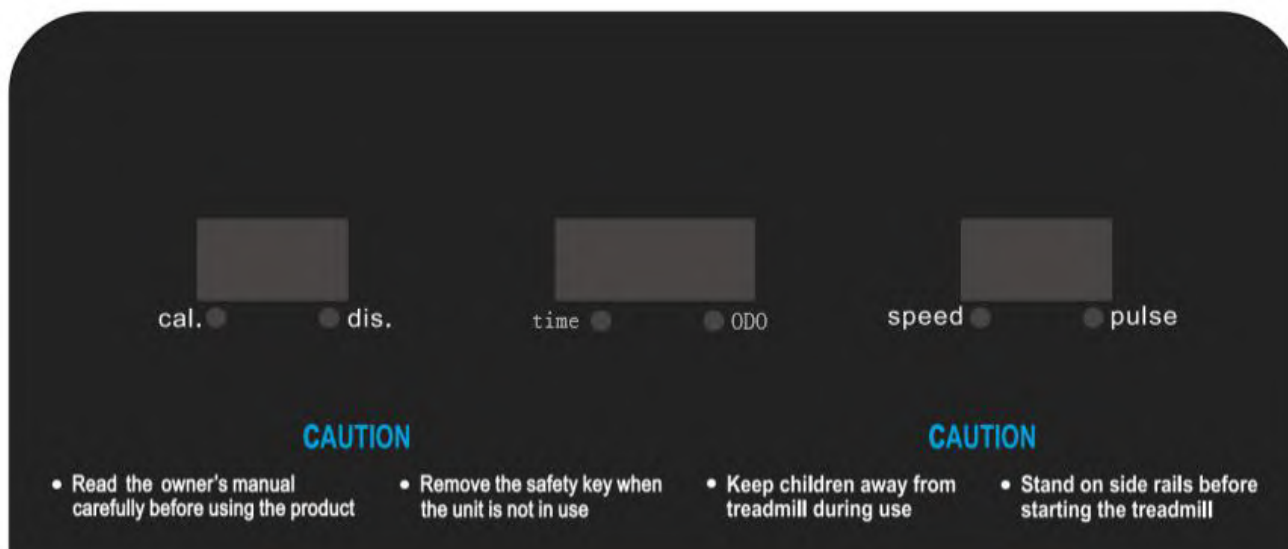 cal. dis.
time ODO
speed pulse
CAUTION
• Read the owner's manual
carefully before using the product
• Remove the safety key when
the unit is not in use
CAUTION
• Keep children away from
treadmill during use
• Stand on side rails before
starting the treadmill